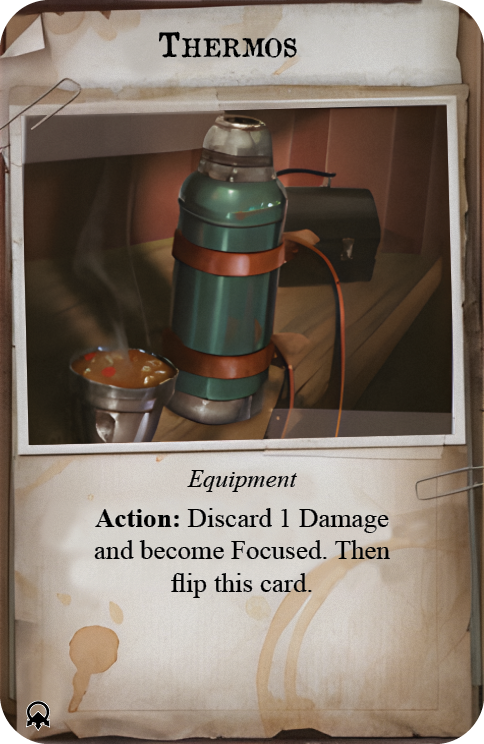 THERMOS
Equipment
Action: Discard 1 Damage
and become Focused. Then
flip this card.